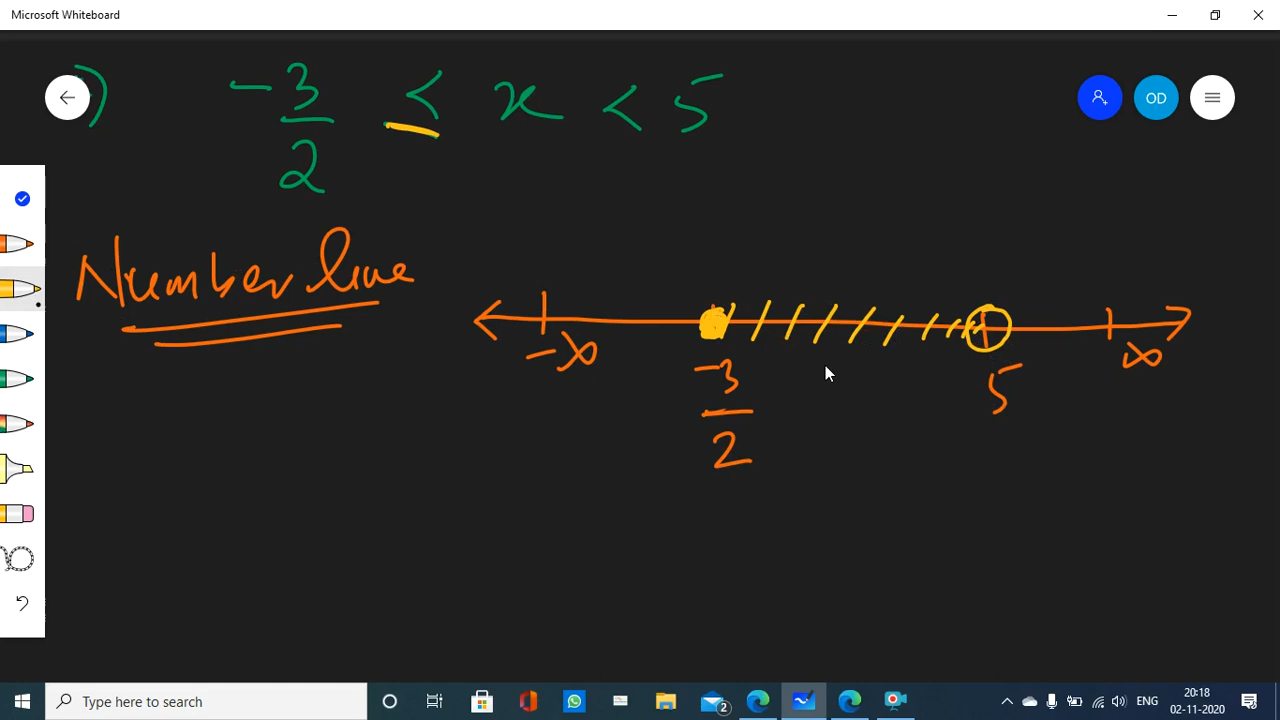 Microsoft Whiteboard
) -3/2 ≤ x < 5
OD
Number line
-∞ -3/2 5 ∞
Type here to search
2
ENG
20:18
02-11-2020